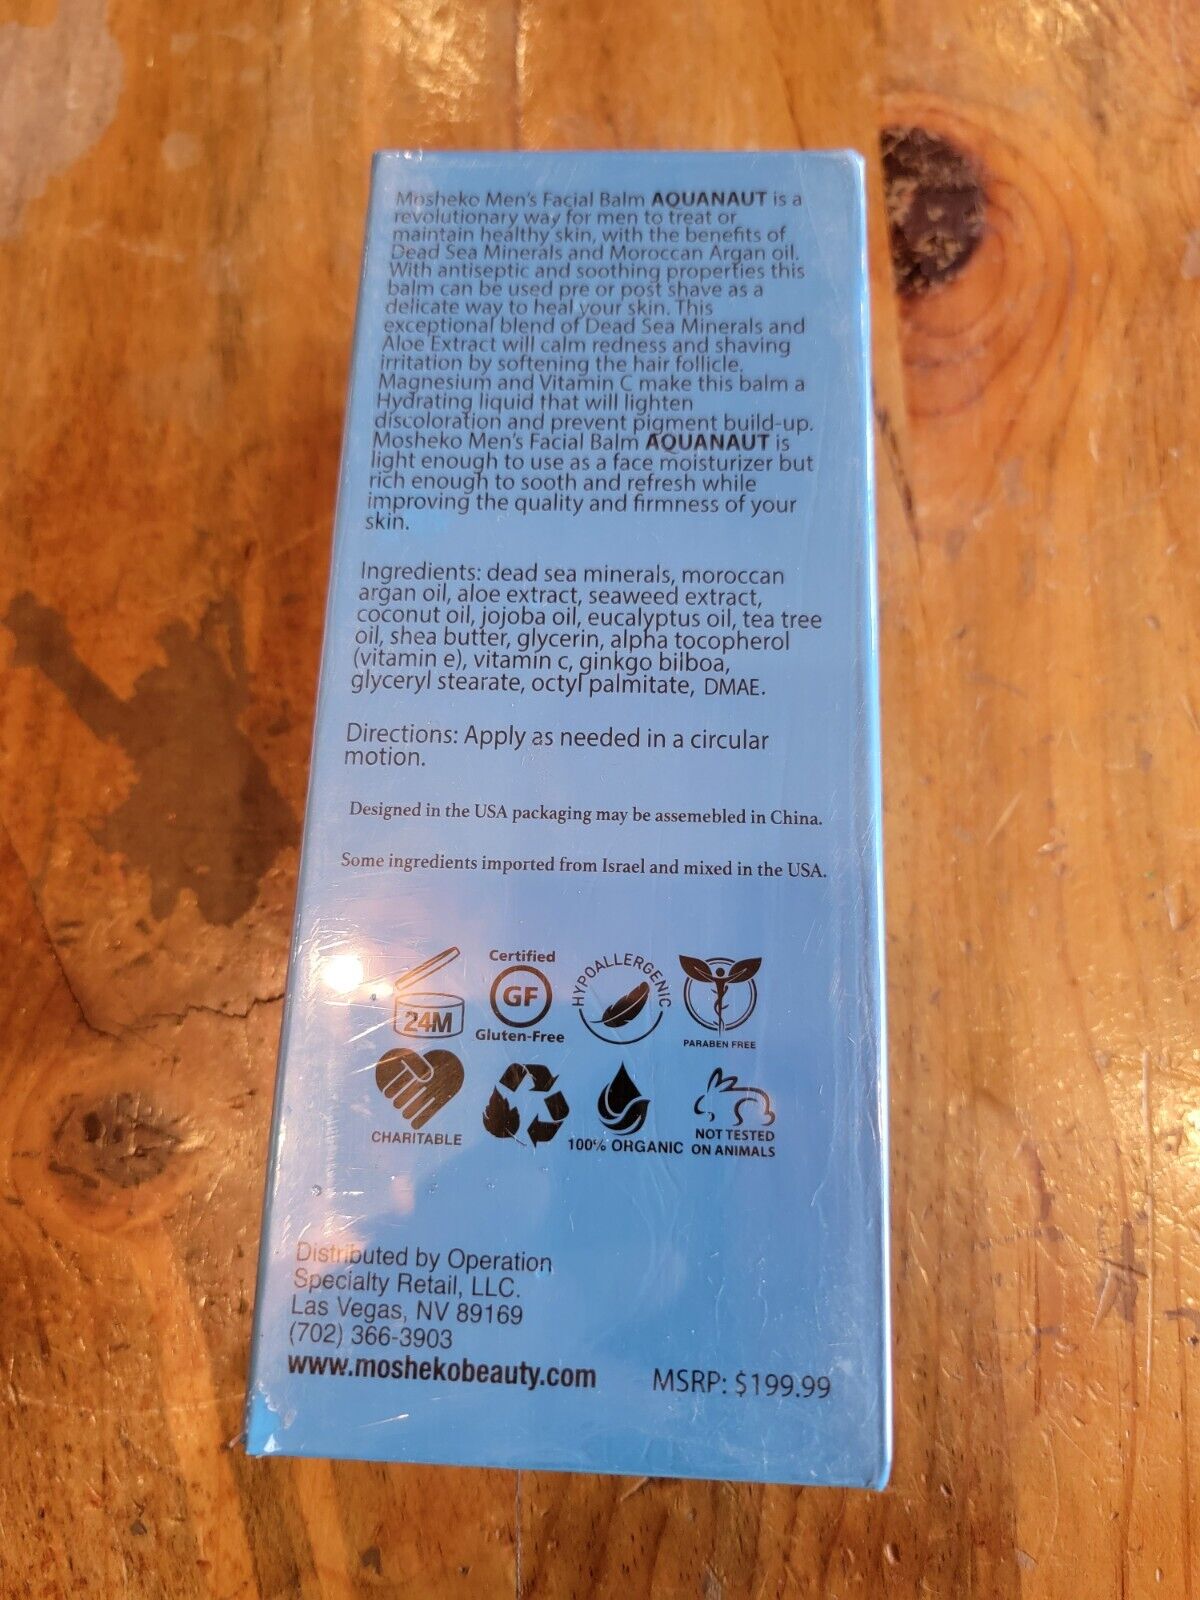 Mosheko Men's Facial Balm AQUANAUT is a
revolutionary way for men to treat or
maintain healthy skin, with the benefits of
Dead Sea Minerals and Moroccan Argan oil.
With antiseptic and soothing properties this
balm can be used pre or post shave as a
delicate way to heal your skin. This
exceptional blend of Dead Sea Minerals and
Aloe Extract will calm redness and shaving
irritation by softening the hair follicle.
Magnesium and Vitamin C make this balm a
Hydrating liquid that will lighten
discoloration and prevent pigment build-up.
Mosheko Men's Facial Balm AQUANAUT is
light enough to use as a face moisturizer but
rich enough to sooth and refresh while
improving the quality and firmness of your
skin.
Ingredients: dead sea minerals, moroccan
argan oil, aloe extract, seaweed extract,
coconut oil, jojoba oil, eucalyptus oil, tea tree
oil, shea butter, glycerin, alpha tocopherol
(vitamin e), vitamin c, ginkgo bilboa,
glyceryl stearate, octyl palmitate, DMAE.
Directions: Apply as needed in a circular
motion.
Designed in the USA packaging may be assemebled in China.
Some ingredients imported from Israel and mixed in the USA.
24M
Certified
GF
Gluten-Free
HYPOALLERGENIC
PARABEN FREE
CHARITABLE
100% ORGANIC
NOT TESTED
ON ANIMALS
Distributed by Operation
Specialty Retail, LLC.
Las Vegas, NV 89169
(702) 366-3903
www.moshekobeauty.com
MSRP: $199.99